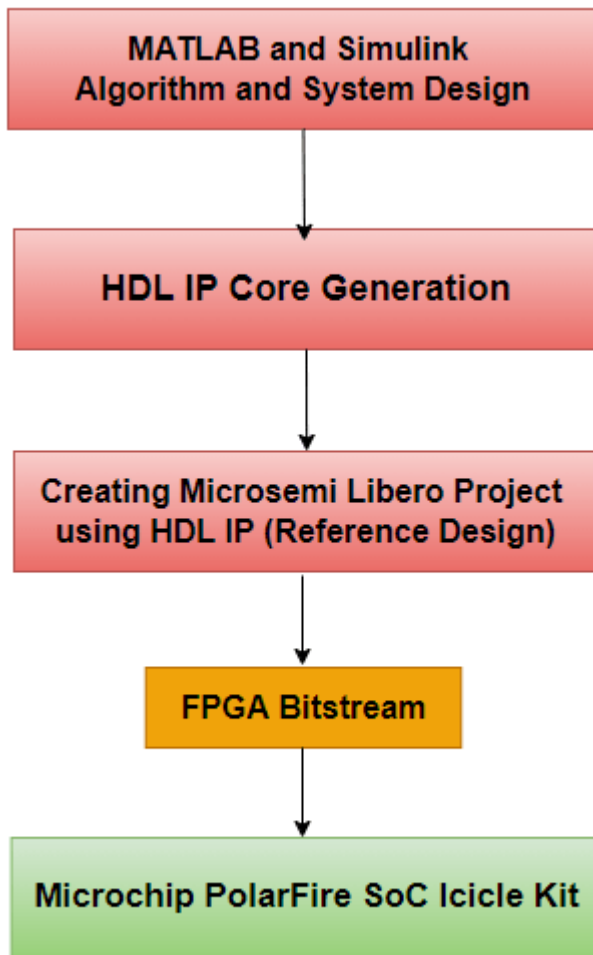 MATLAB and Simulink
Algorithm and System Design
HDL IP Core Generation
Creating Microsemi Libero Project
using HDL IP (Reference Design)
FPGA Bitstream
Microchip PolarFire SoC Icicle Kit